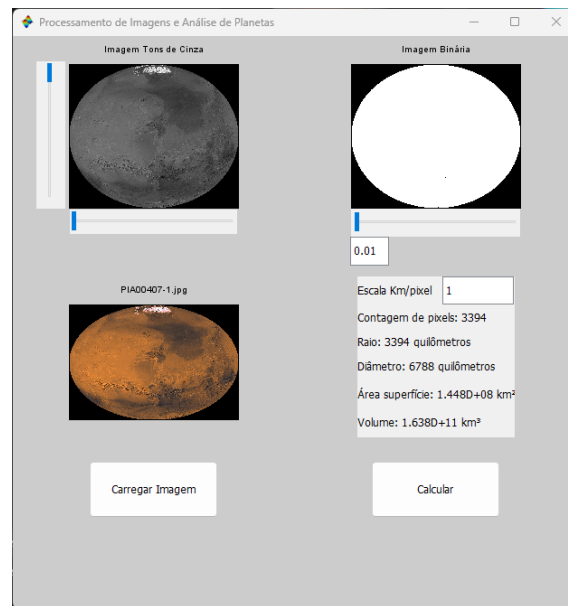 Processamento de Imagens e Análise de Planetas
Imagem Tons de Cinza
Imagem Binária
0.01
PIA00407-1.jpg
Escala Km/pixel 1
Contagem de pixels: 3394
Raio: 3394 quilômetros
Diâmetro: 6788 quilômetros
Área superfície: 1.448D+08 km²
Volume: 1.638D+11 km³
Carregar Imagem
Calcular